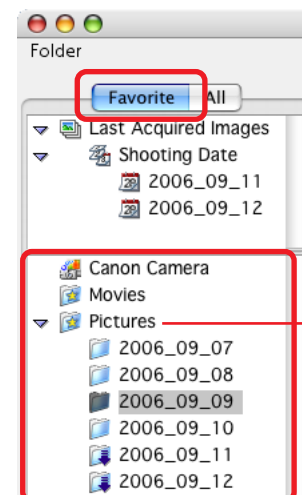 Folder
Favorite All
Last Acquired Images
Shooting Date
2006_09_11
2006_09_12
Canon Camera
Movies
Pictures
2006_09_07
2006_09_08
2006_09_09
2006_09_10
2006_09_11
2006_09_12